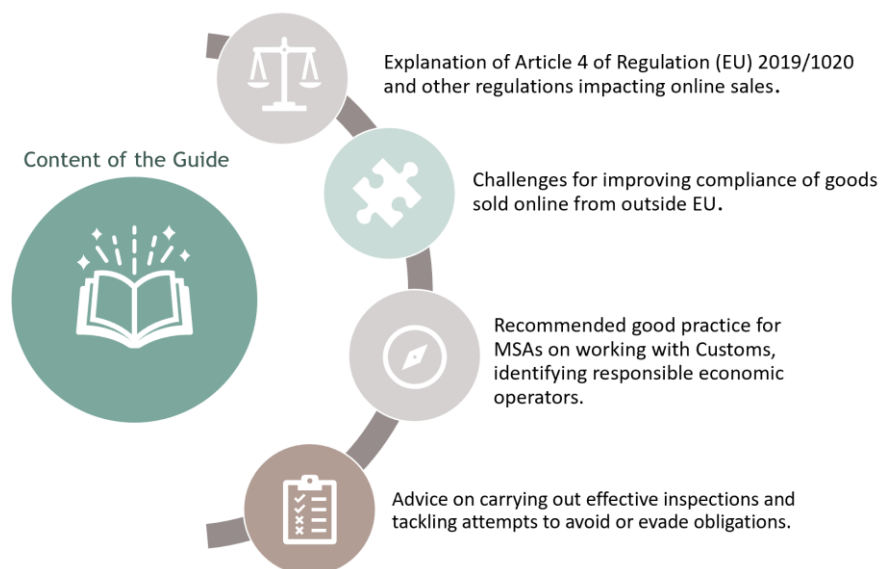 Content of the Guide
Explanation of Article 4 of Regulation (EU) 2019/1020
and other regulations impacting online sales.
Challenges for improving compliance of goods
sold online from outside EU.
Recommended good practice for
MSAs on working with Customs,
identifying responsible economic
operators.
Advice on carrying out effective inspections and
tackling attempts to avoid or evade obligations.